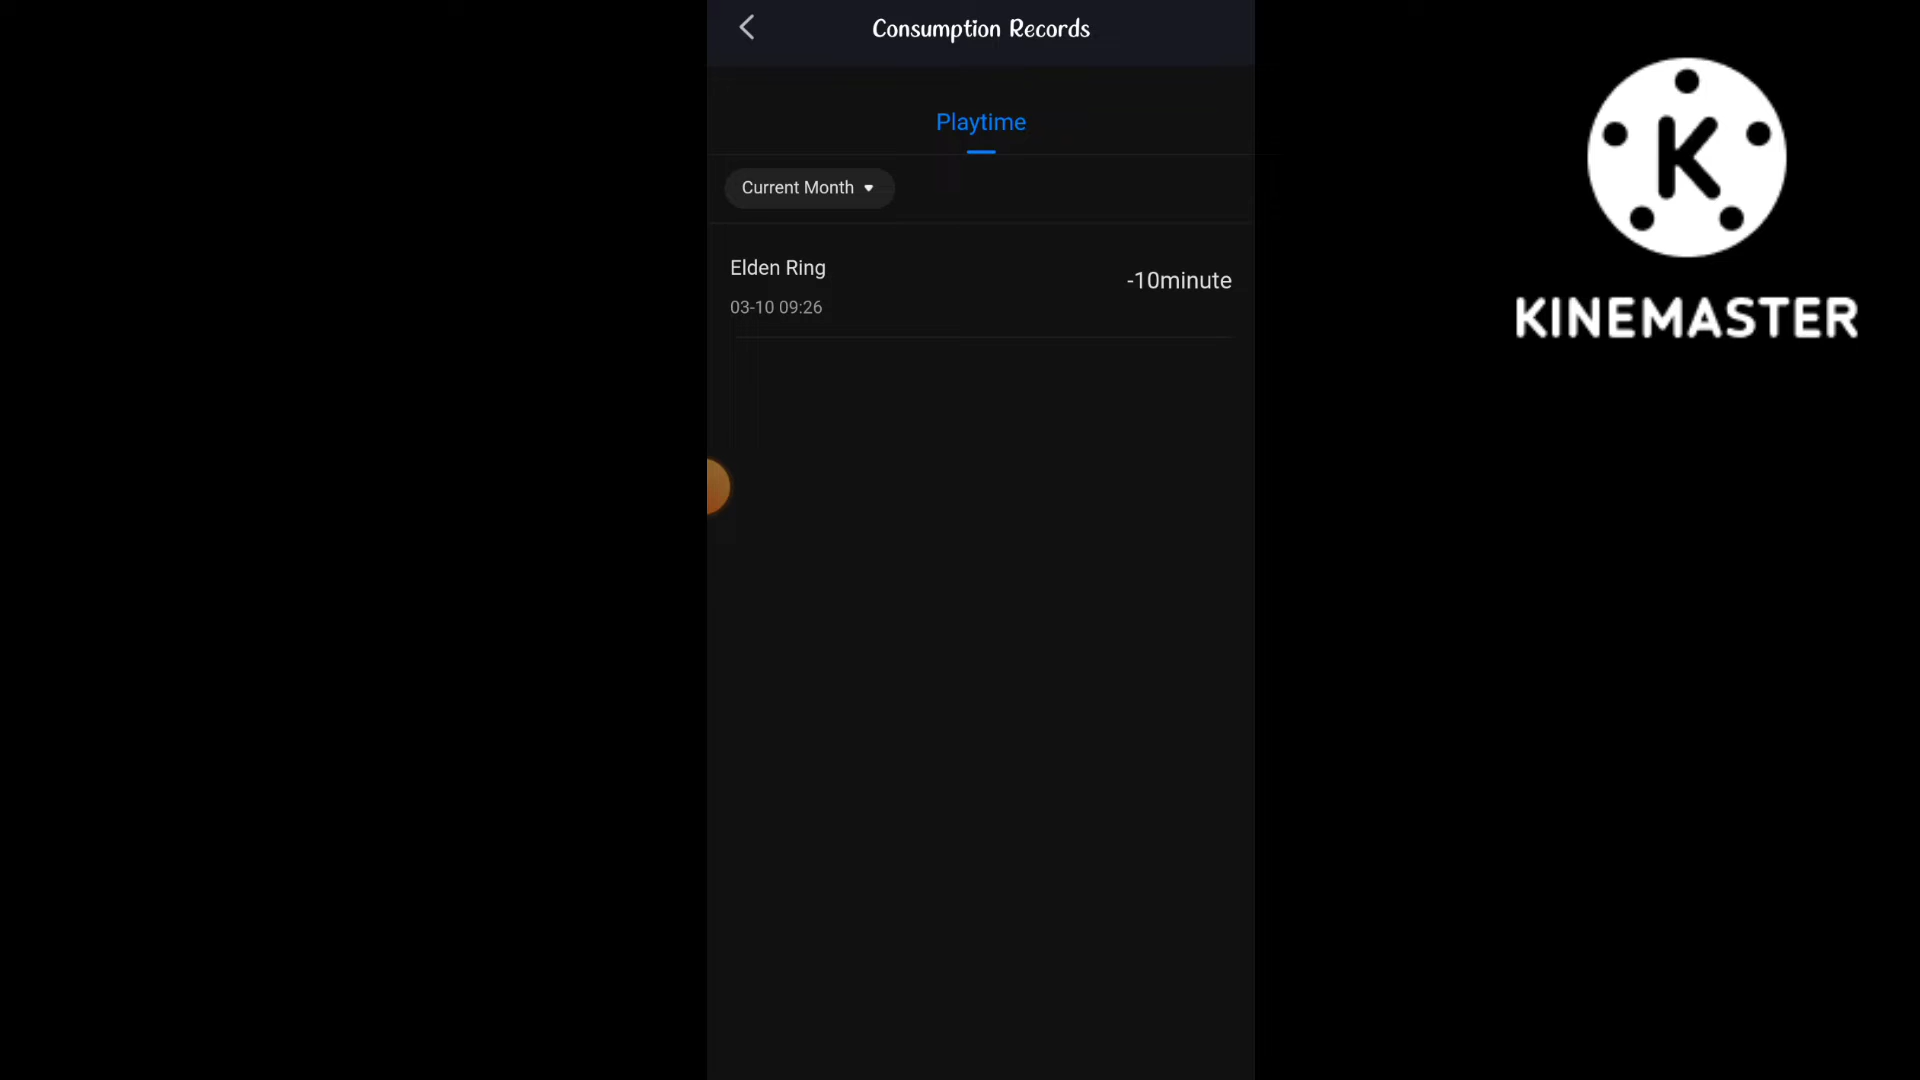 Consumption Records
Playtime
Current Month
Elden Ring
-10minute
03-10 09:26
K
KINEMASTER